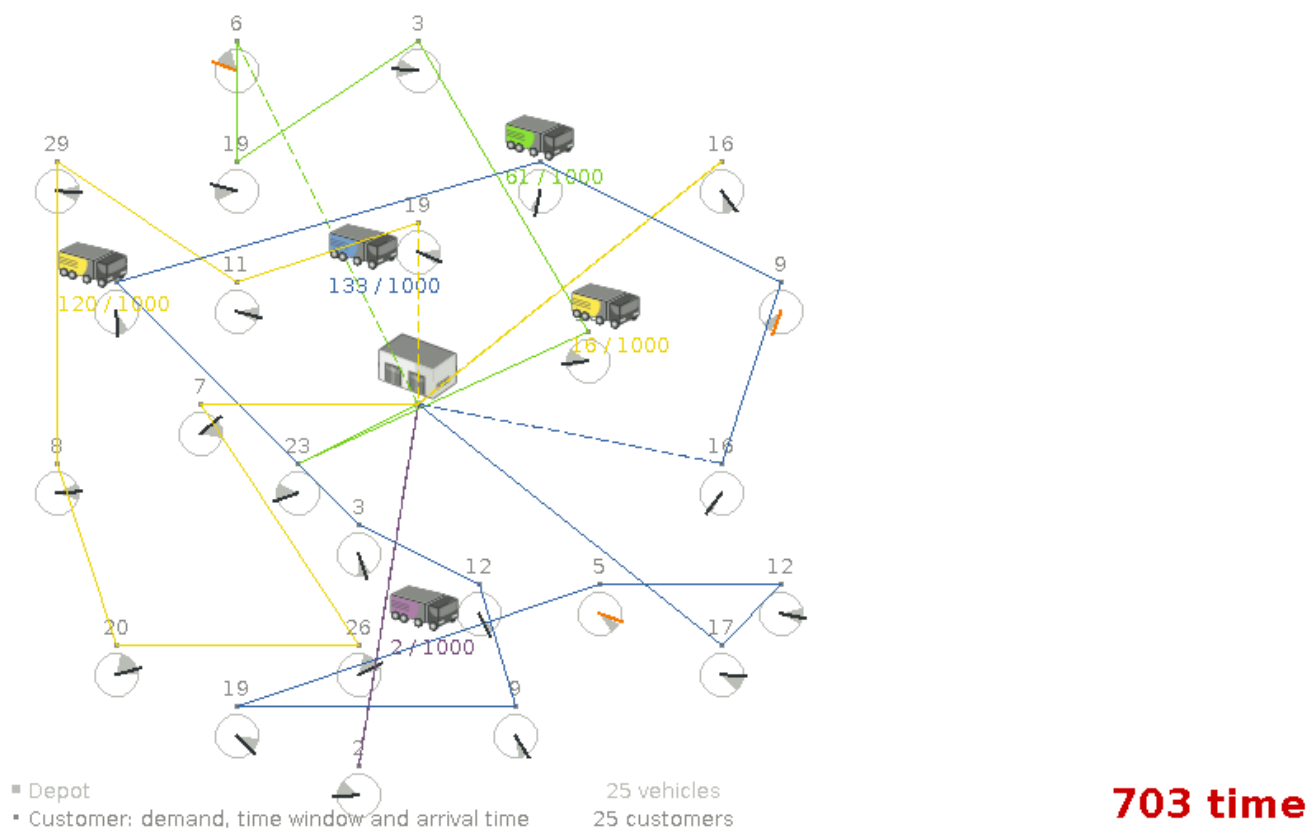 6
3
29
19
16
61 / 1000
19
11
9
133 / 1000
120 / 1000
16 / 1000
7
8
23
16
3
12
5
12
20
26
17
2 / 1000
19
9
2
Depot
25 vehicles
Customer: demand, time window and arrival time
25 customers
703 time